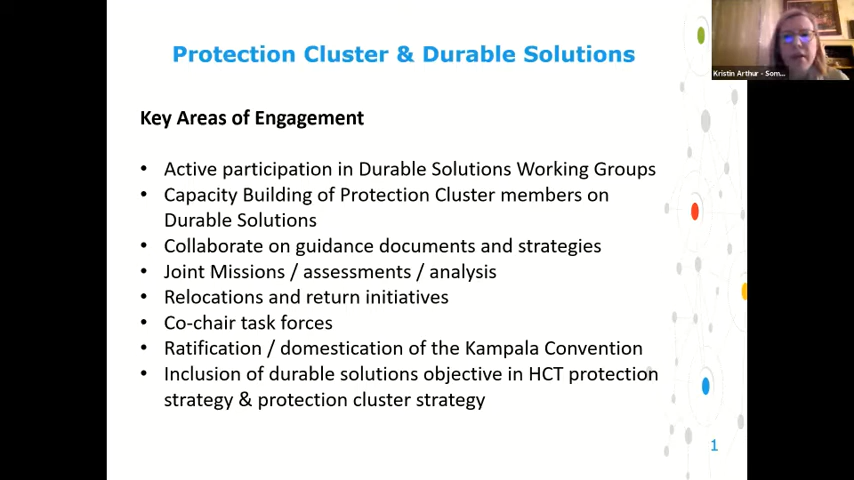 Protection Cluster & Durable Solutions
Kristin Arthur - Som...
Key Areas of Engagement
• Active participation in Durable Solutions Working Groups
• Capacity Building of Protection Cluster members on
Durable Solutions
• Collaborate on guidance documents and strategies
• Joint Missions / assessments / analysis
• Relocations and return initiatives
• Co-chair task forces
• Ratification / domestication of the Kampala Convention
• Inclusion of durable solutions objective in HCT protection
strategy & protection cluster strategy
1